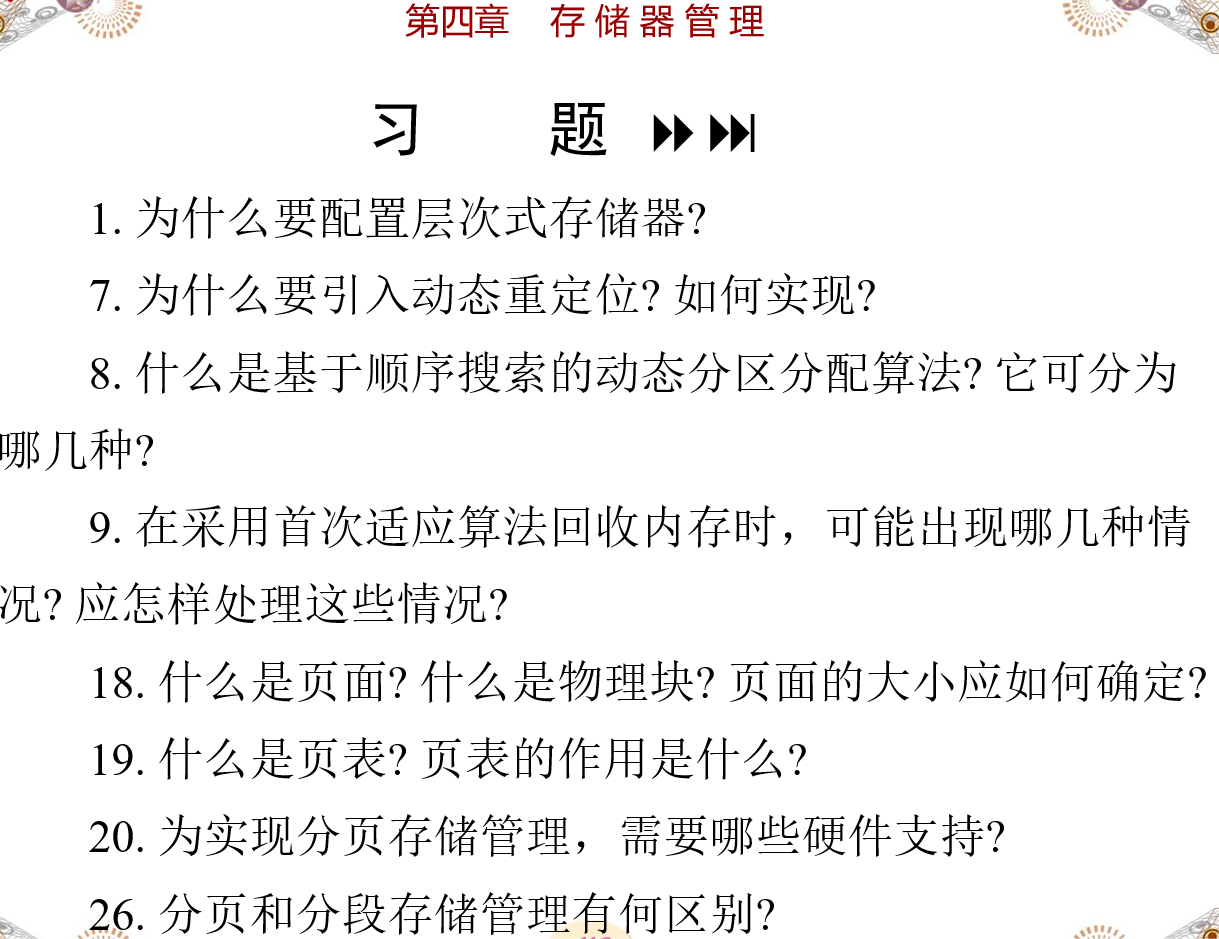 第四章 存 储 器 管 理
习 题
1. 为什么要配置层次式存储器?
7. 为什么要引入动态重定位? 如何实现?
8. 什么是基于顺序搜索的动态分区分配算法? 它可分为
哪几种?
9. 在采用首次适应算法回收内存时，可能出现哪几种情
况? 应怎样处理这些情况?
18. 什么是页面? 什么是物理块? 页面的大小应如何确定?
19. 什么是页表? 页表的作用是什么?
20. 为实现分页存储管理，需要哪些硬件支持?
26. 分页和分段存储管理有何区别?